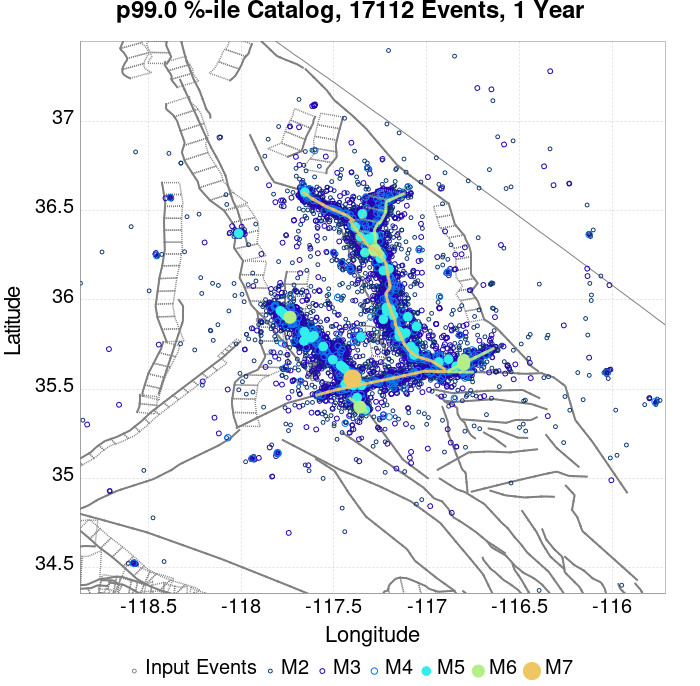 p99.0 %-ile Catalog, 17112 Events, 1 Year
Latitude
37
36.5
36
35.5
35
34.5
-118.5 -118 -117.5 -117 -116.5 -116
Longitude
Input Events M2 M3 M4 M5 M6 M7